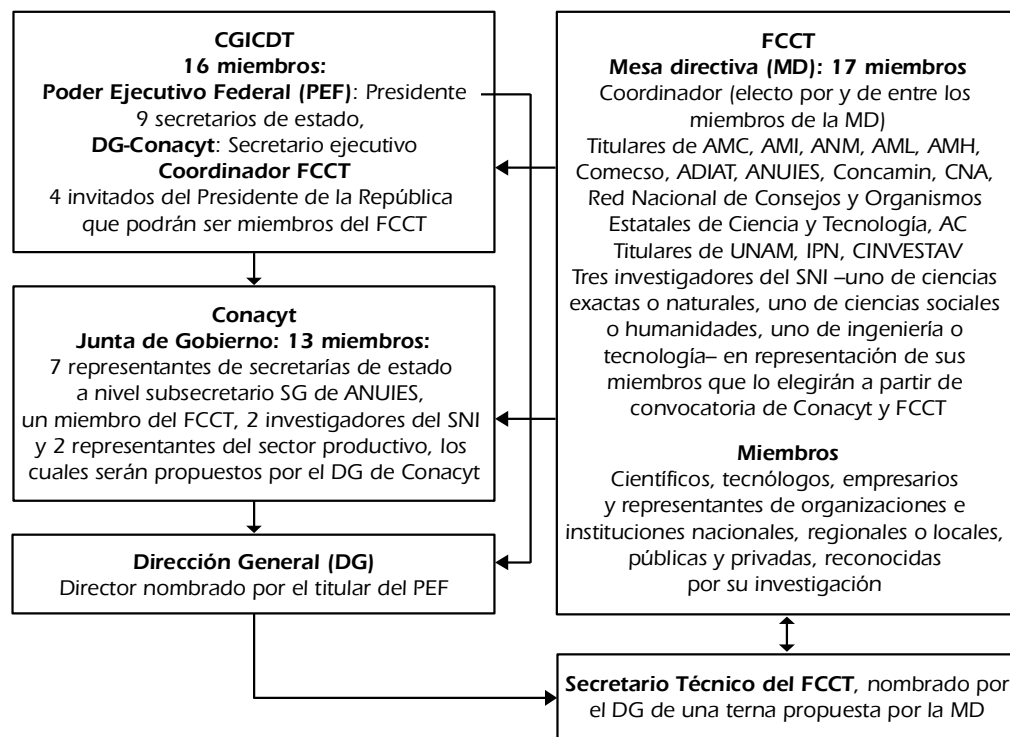 CGICDT
16 miembros:
Poder Ejecutivo Federal (PEF): Presidente
9 secretarios de estado,
DG-Conacyt: Secretario ejecutivo
Coordinador FCCT
4 invitados del Presidente de la República
que podrán ser miembros del FCCT
Conacyt
Junta de Gobierno: 13 miembros:
7 representantes de secretarías de estado
a nivel subsecretario SG de ANUIES,
un miembro del FCCT, 2 investigadores del SNI
y 2 representantes del sector productivo, los
cuales serán propuestos por el DG de Conacyt
Dirección General (DG)
Director nombrado por el titular del PEF
FCCT
Mesa directiva (MD): 17 miembros
Coordinador (electo por y de entre los
miembros de la MD)
Titulares de AMC, AMI, ANM, AML, AMH,
Comecso, ADIAT, ANUIES, Concamin, CNA,
Red Nacional de Consejos y Organismos
Estatales de Ciencia y Tecnología, AC
Titulares de UNAM, IPN, CINVESTAV
Tres investigadores del SNI –uno de ciencias
exactas o naturales, uno de ciencias sociales
o humanidades, uno de ingeniería o
tecnología– en representación de sus
miembros que lo elegirán a partir de
convocatoria de Conacyt y FCCT
Miembros
Científicos, tecnólogos, empresarios
y representantes de organizaciones e
instituciones nacionales, regionales o locales,
públicas y privadas, reconocidas
por su investigación
Secretario Técnico del FCCT, nombrado por
el DG de una terna propuesta por la MD